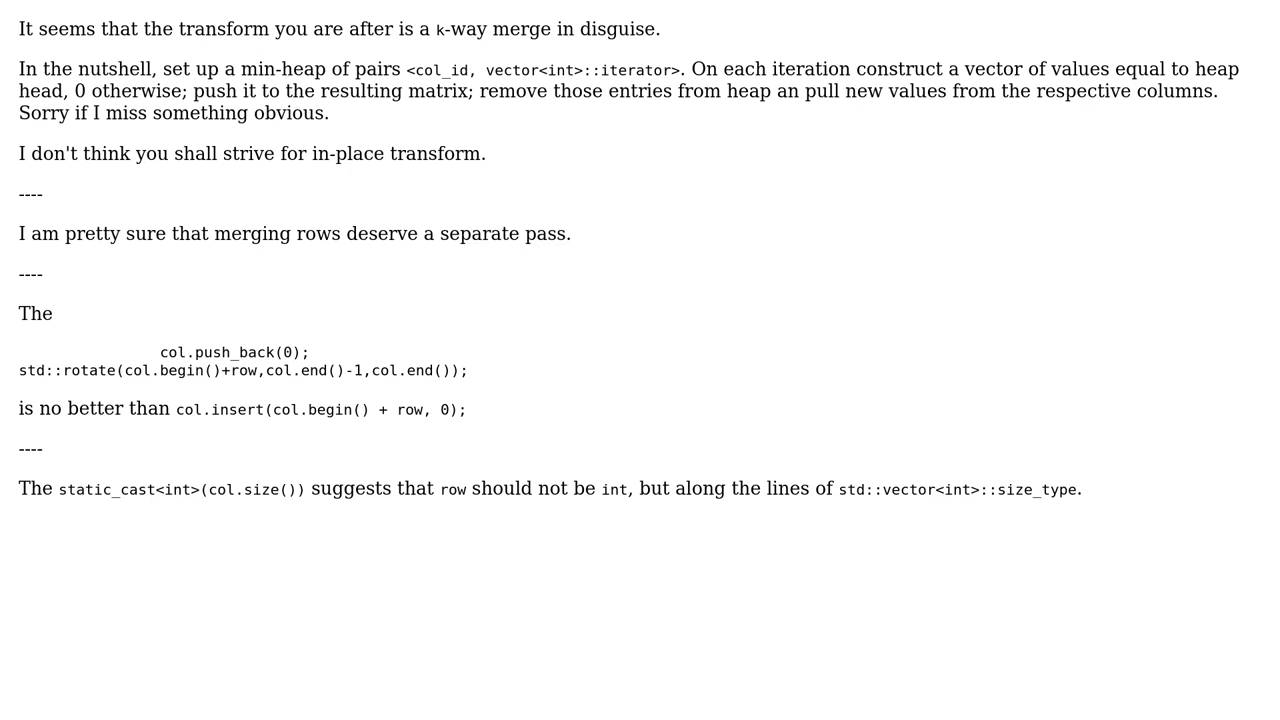 It seems that the transform you are after is a k-way merge in disguise.
In the nutshell, set up a min-heap of pairs <col_id, vector<int>::iterator>. On each iteration construct a vector of values equal to heap
head, 0 otherwise; push it to the resulting matrix; remove those entries from heap an pull new values from the respective columns.
Sorry if I miss something obvious.
I don't think you shall strive for in-place transform.
----
I am pretty sure that merging rows deserve a separate pass.
----
The
                col.push_back(0);
std::rotate(col.begin()+row,col.end()-1,col.end());
is no better than col.insert(col.begin() + row, 0);
----
The static_cast<int>(col.size()) suggests that row should not be int, but along the lines of std::vector<int>::size_type.